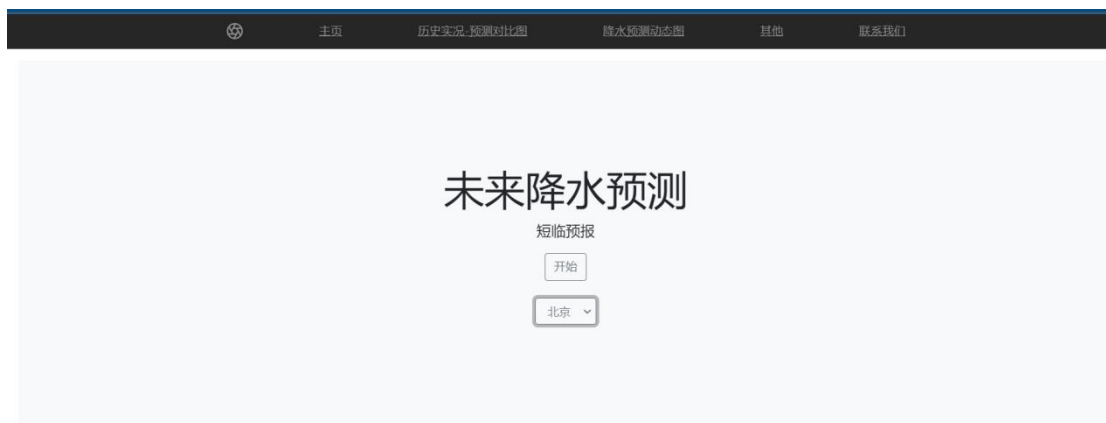 主页 历史实况-预测对比图 降水预测动态图 其他 联系我们
未来降水预测
短临预报
开始
北京